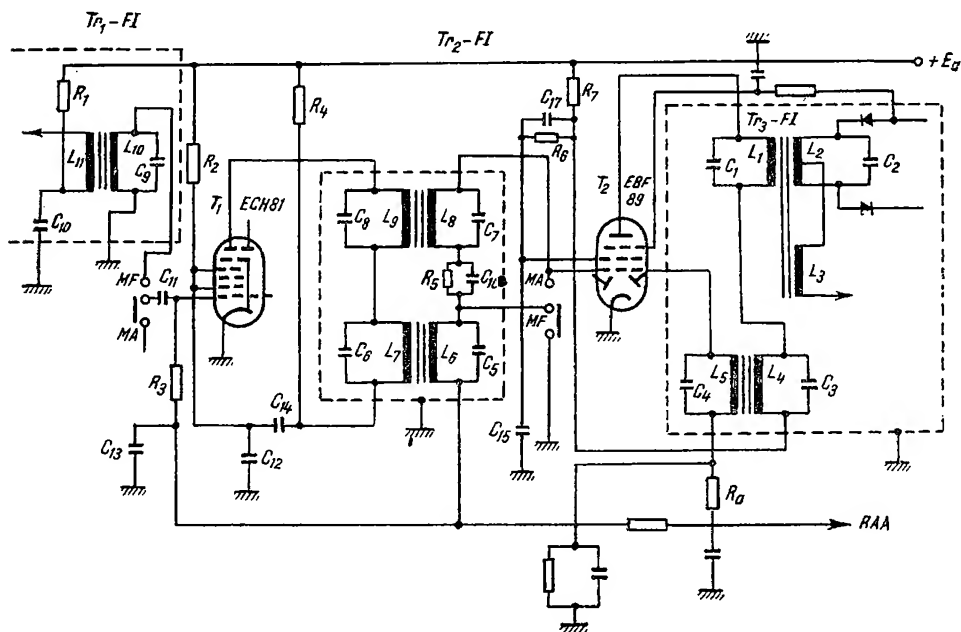 Tr1-FI
Tr2-FI
+Ea
R1
L11
L10
C9
C10
R2
R4
T1
ECH81
MF
C11
MA
R3
C13
C12
C14
C8
L9
L8
C7
R5
C16
C6
L7
L6
C5
C17
R7
R6
T2
EBF
89
MA
MF
C15
Tr3-FI
C1
L1
L2
C2
L3
C4
L5
L4
C3
Ra
RAA